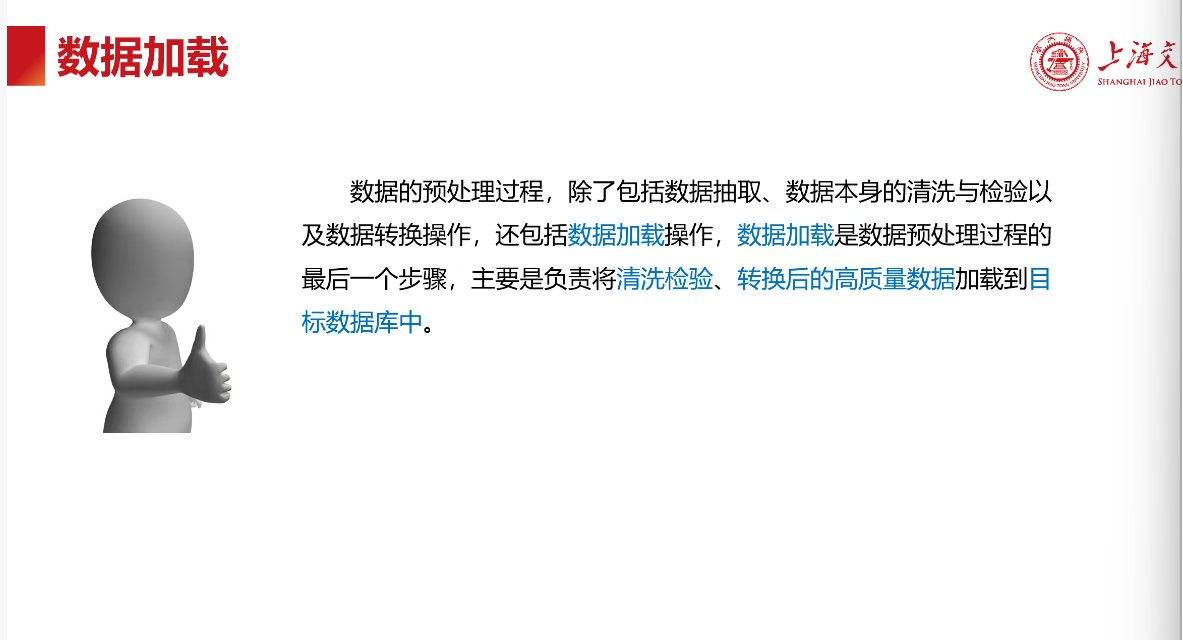 数据加载
上海交
SHANGHAI JIAO TO
数据的预处理过程，除了包括数据抽取、数据本身的清洗与检验以
及数据转换操作，还包括数据加载操作，数据加载是数据预处理过程的
最后一个步骤，主要是负责将清洗检验、转换后的高质量数据加载到目
标数据库中。